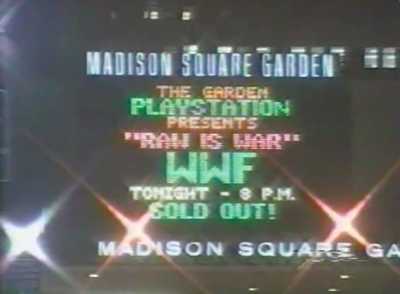 MADISON SQUARE GARDEN
THE GARDEN
PLAYSTATION
PRESENTS
"RAW IS WAR"
WWF
TONIGHT - 8 P.M.
SOLD OUT!
MADISON SQUARE GA